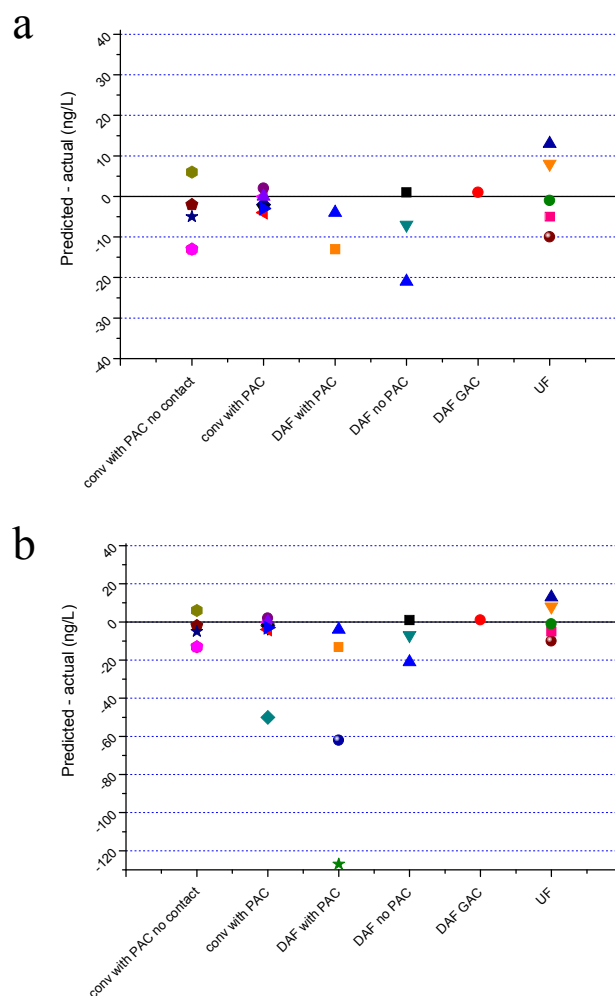 a
Predicted - actual (ng/L)
40
30
20
10
0
-10
-20
-30
-40
conv with PAC no contact
conv with PAC
DAF with PAC
DAF no PAC
DAF GAC
UF
b
Predicted - actual (ng/L)
40
20
0
-20
-40
-60
-80
-100
-120
conv with PAC no contact
conv with PAC
DAF with PAC
DAF no PAC
DAF GAC
UF